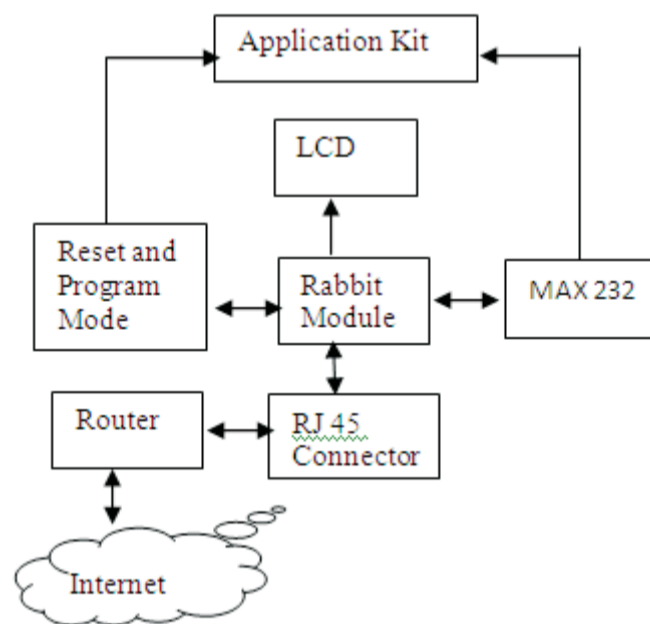 Application Kit
LCD
Reset and
Program
Mode
Rabbit
Module
MAX 232
Router
RJ 45
Connector
Internet